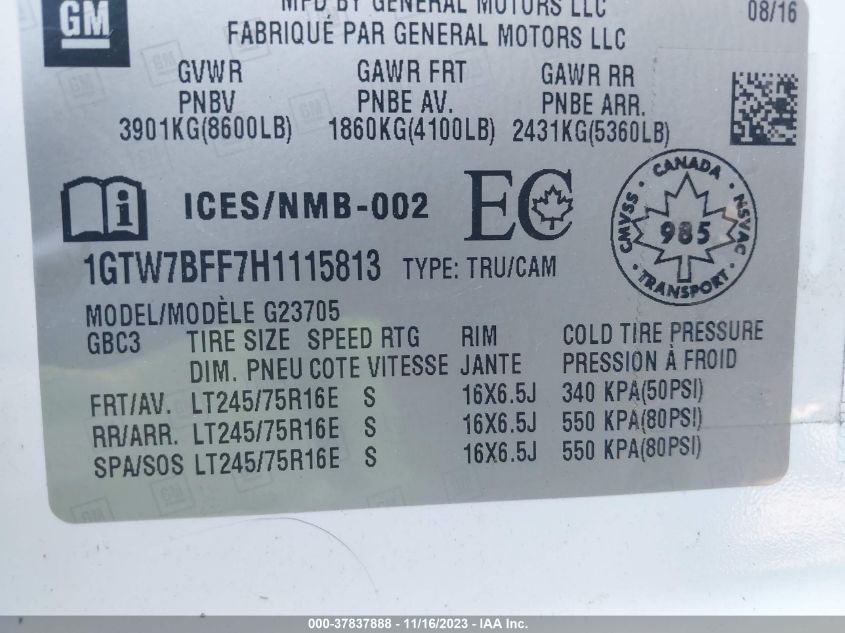 GM
MFD BY GENERAL MOTORS LLC
08/16
FABRIQUÉ PAR GENERAL MOTORS LLC
GVWR GAWR FRT GAWR RR
PNBV PNBE AV. PNBE ARR.
3901KG(8600LB) 1860KG(4100LB) 2431KG(5360LB)
i ICES/NMB-002 EC
CANADA
CMVSS NSVAC
985
TRANSPORT
1GTW7BFF7H1115813 TYPE: TRU/CAM
MODEL/MODÈLE G23705
GBC3 TIRE SIZE SPEED RTG RIM COLD TIRE PRESSURE
DIM. PNEU COTE VITESSE JANTE PRESSION À FROID
FRT/AV. LT245/75R16E S 16X6.5J 340 KPA(50PSI)
RR/ARR. LT245/75R16E S 16X6.5J 550 KPA(80PSI)
SPA/SOS LT245/75R16E S 16X6.5J 550 KPA(80PSI)
000-37837888 - 11/16/2023 - IAA Inc.